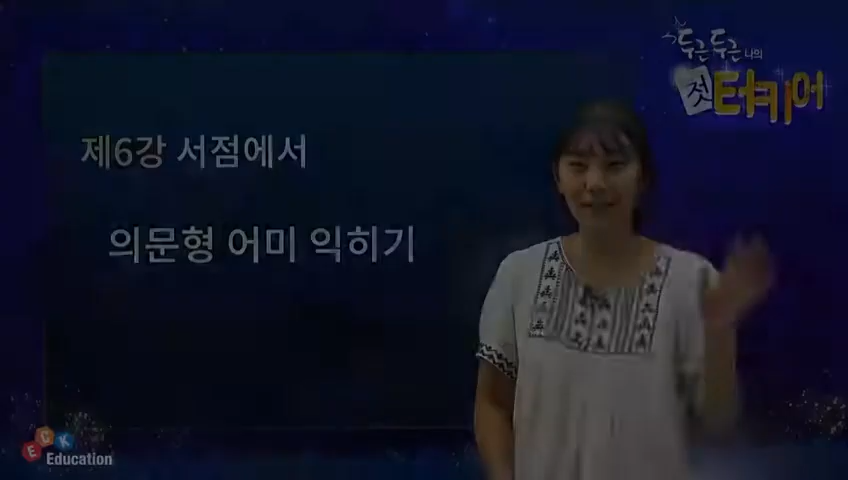 두근두근 나의
첫 터키어
제6강 서점에서
의문형 어미 익히기
ECK
Education